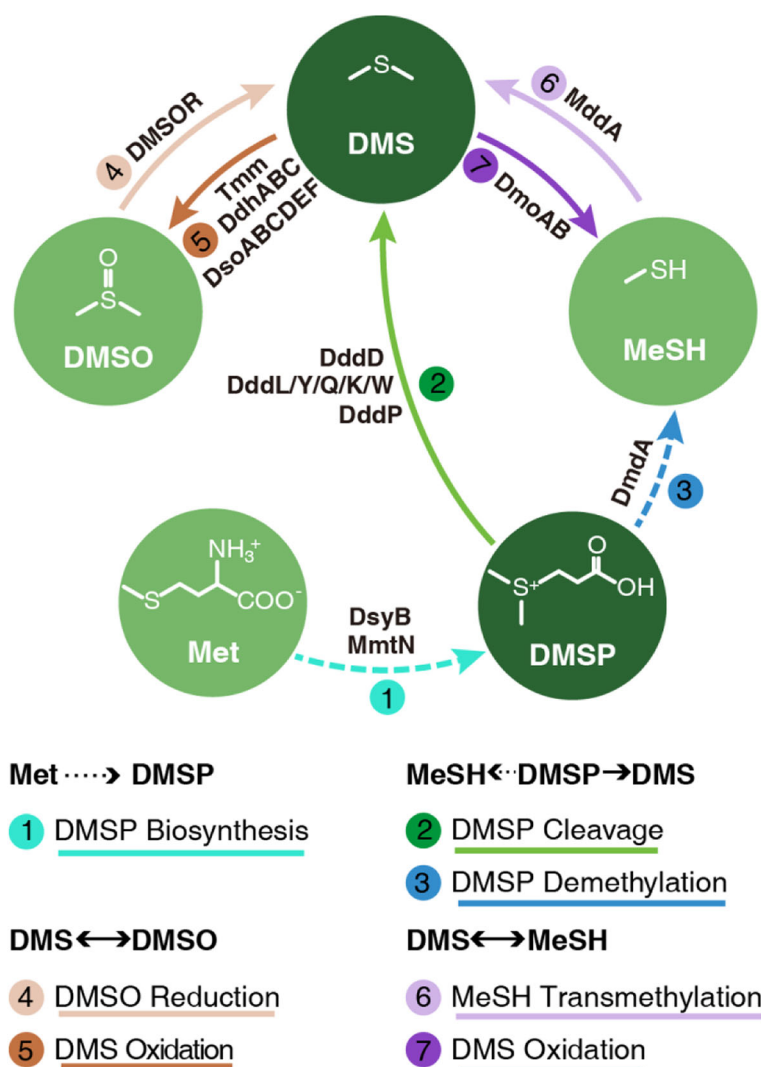 S
DMS
4 DMSOR
Tmm
DdhABC
5 DsoABCDEF
6 MddA
7 DmoAB
O
S
DMSO
SH
MeSH
DddD
DddL/Y/Q/K/W
DddP
2
DmdA
3
NH₃⁺
S
COO⁻
Met
DsyB
MmtN
1
O
S⁺
OH
DMSP
Met ·····> DMSP
1 DMSP Biosynthesis
MeSH<···DMSP→DMS
2 DMSP Cleavage
3 DMSP Demethylation
DMS⟷DMSO
4 DMSO Reduction
5 DMS Oxidation
DMS⟷MeSH
6 MeSH Transmethylation
7 DMS Oxidation